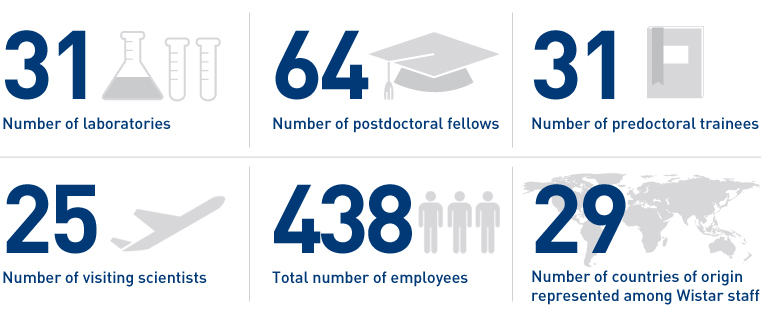 31
Number of laboratories
64
Number of postdoctoral fellows
31
Number of predoctoral trainees
25
Number of visiting scientists
438
Total number of employees
29
Number of countries of origin
represented among Wistar staff